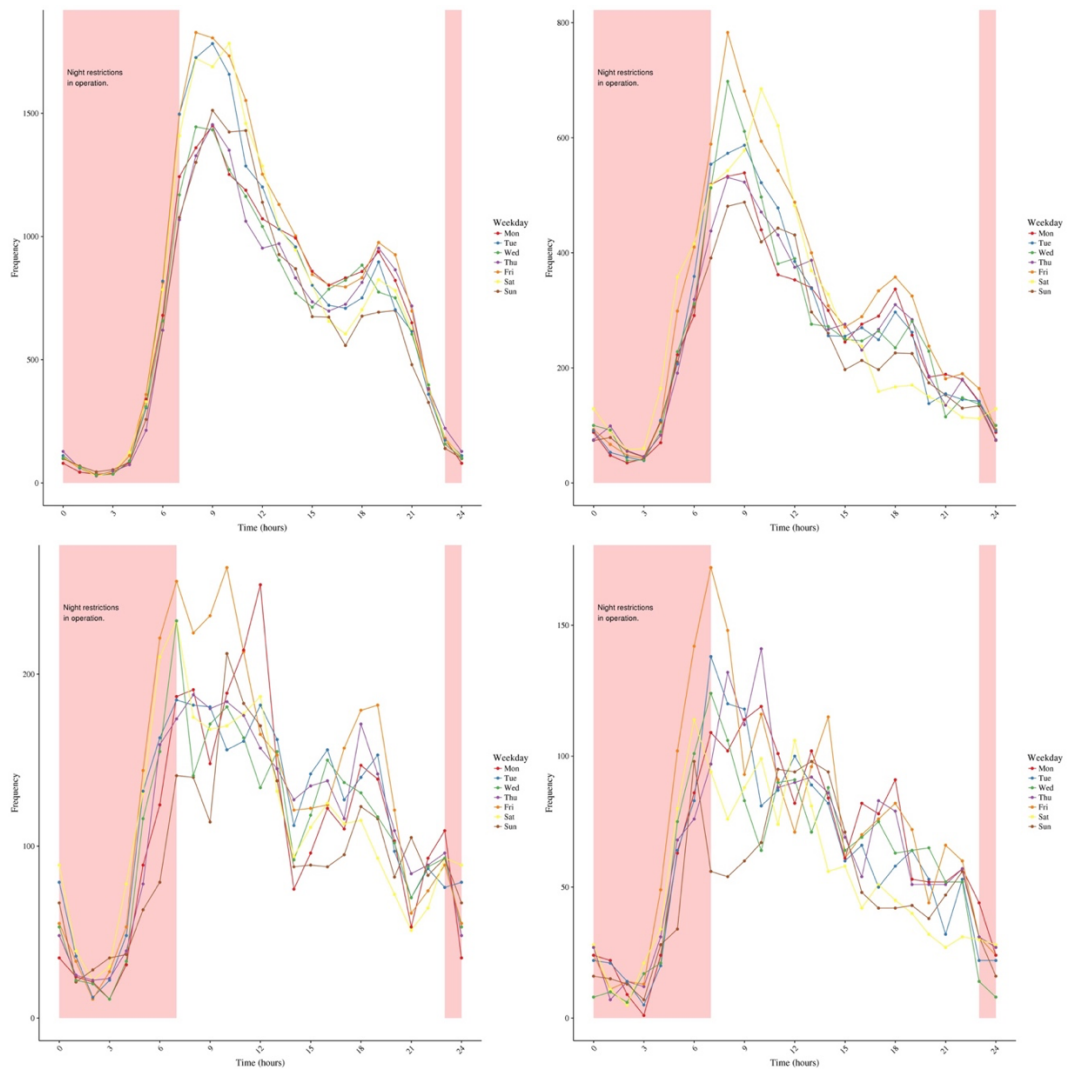 Night restrictions
in operation.
1500
1000
500
0
Frequency
0 3 6 9 12 15 18 21 24
Time (hours)
Weekday
Mon
Tue
Wed
Thu
Fri
Sat
Sun
Night restrictions
in operation.
800
600
400
200
0
Frequency
0 3 6 9 12 15 18 21 24
Time (hours)
Weekday
Mon
Tue
Wed
Thu
Fri
Sat
Sun
Night restrictions
in operation.
200
100
0
Frequency
0 3 6 9 12 15 18 21 24
Time (hours)
Weekday
Mon
Tue
Wed
Thu
Fri
Sat
Sun
Night restrictions
in operation.
150
100
50
0
Frequency
0 3 6 9 12 15 18 21 24
Time (hours)
Weekday
Mon
Tue
Wed
Thu
Fri
Sat
Sun